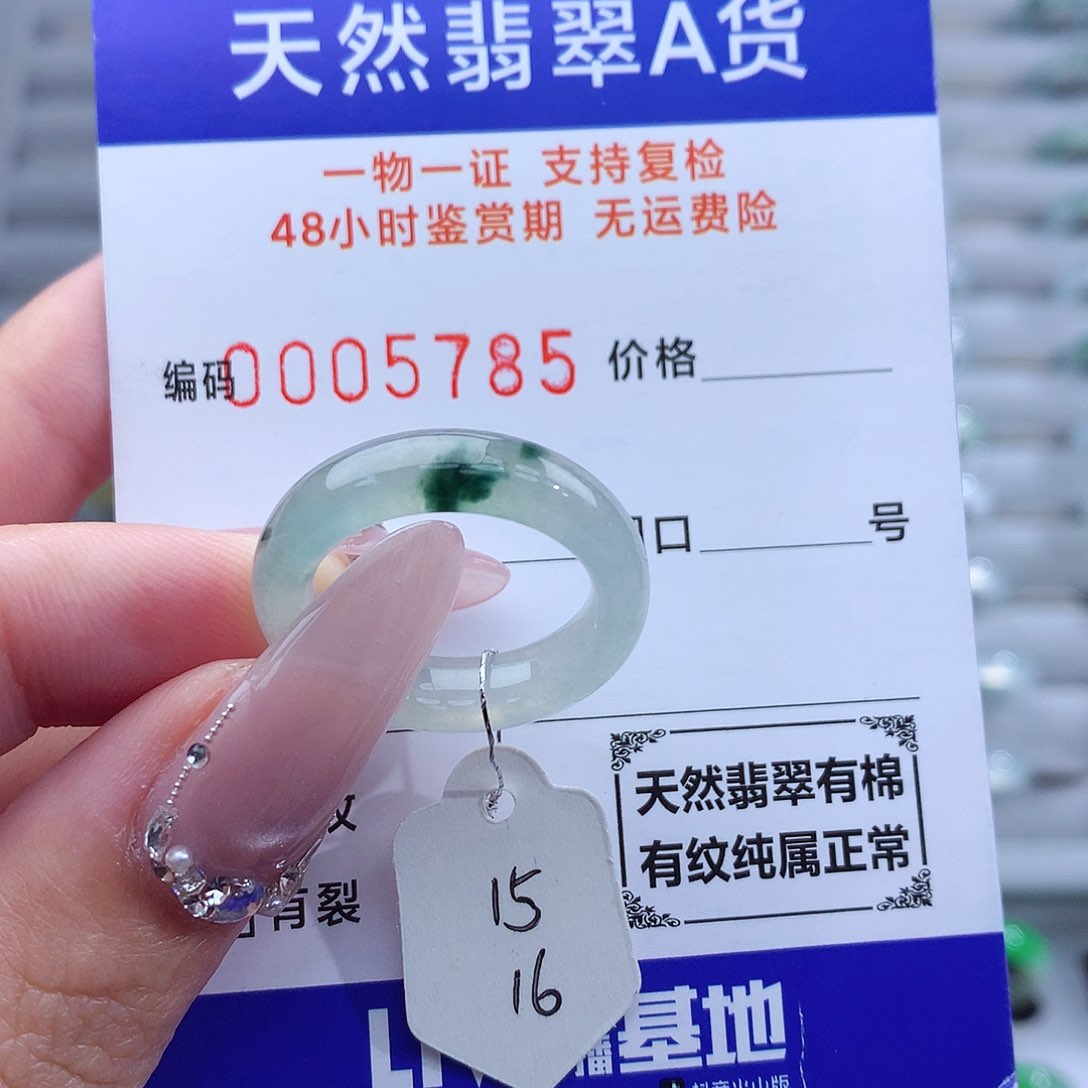 天然翡翠A货
一物一证 支持复检
48小时鉴赏期 无运费险
编码0005785 价格
口 号
天然翡翠有棉
有纹纯属正常
有裂
15
16
基地